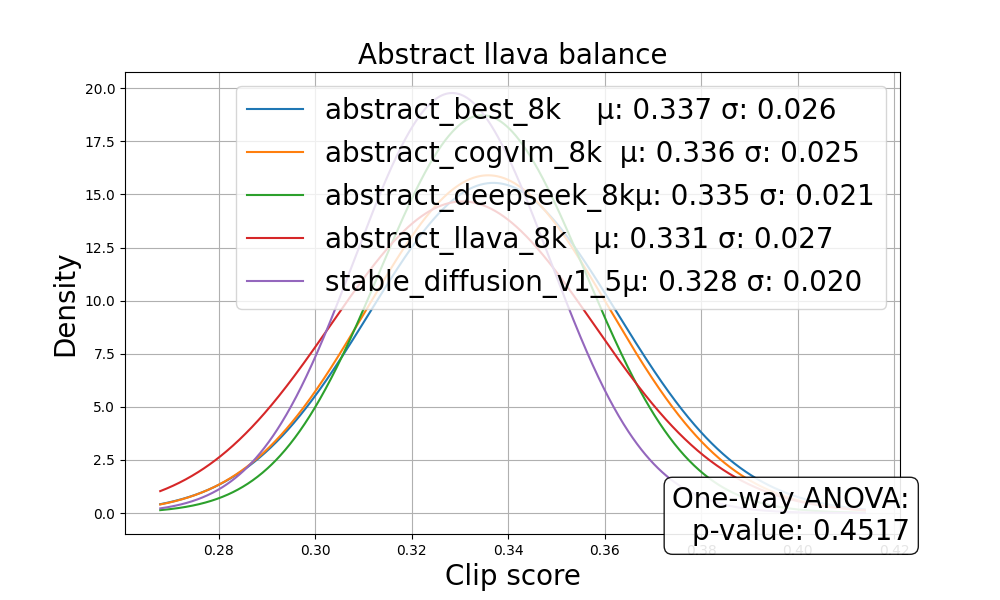 Abstract llava balance
20.0
17.5
15.0
12.5
10.0
7.5
5.0
2.5
0.0
Density
abstract_best_8k    μ: 0.337 σ: 0.026
abstract_cogvlm_8k  μ: 0.336 σ: 0.025
abstract_deepseek_8kμ: 0.335 σ: 0.021
abstract_llava_8k   μ: 0.331 σ: 0.027
stable_diffusion_v1_5μ: 0.328 σ: 0.020
One-way ANOVA:
p-value: 0.4517
0.28 0.30 0.32 0.34 0.36 0.38 0.40 0.42
Clip score